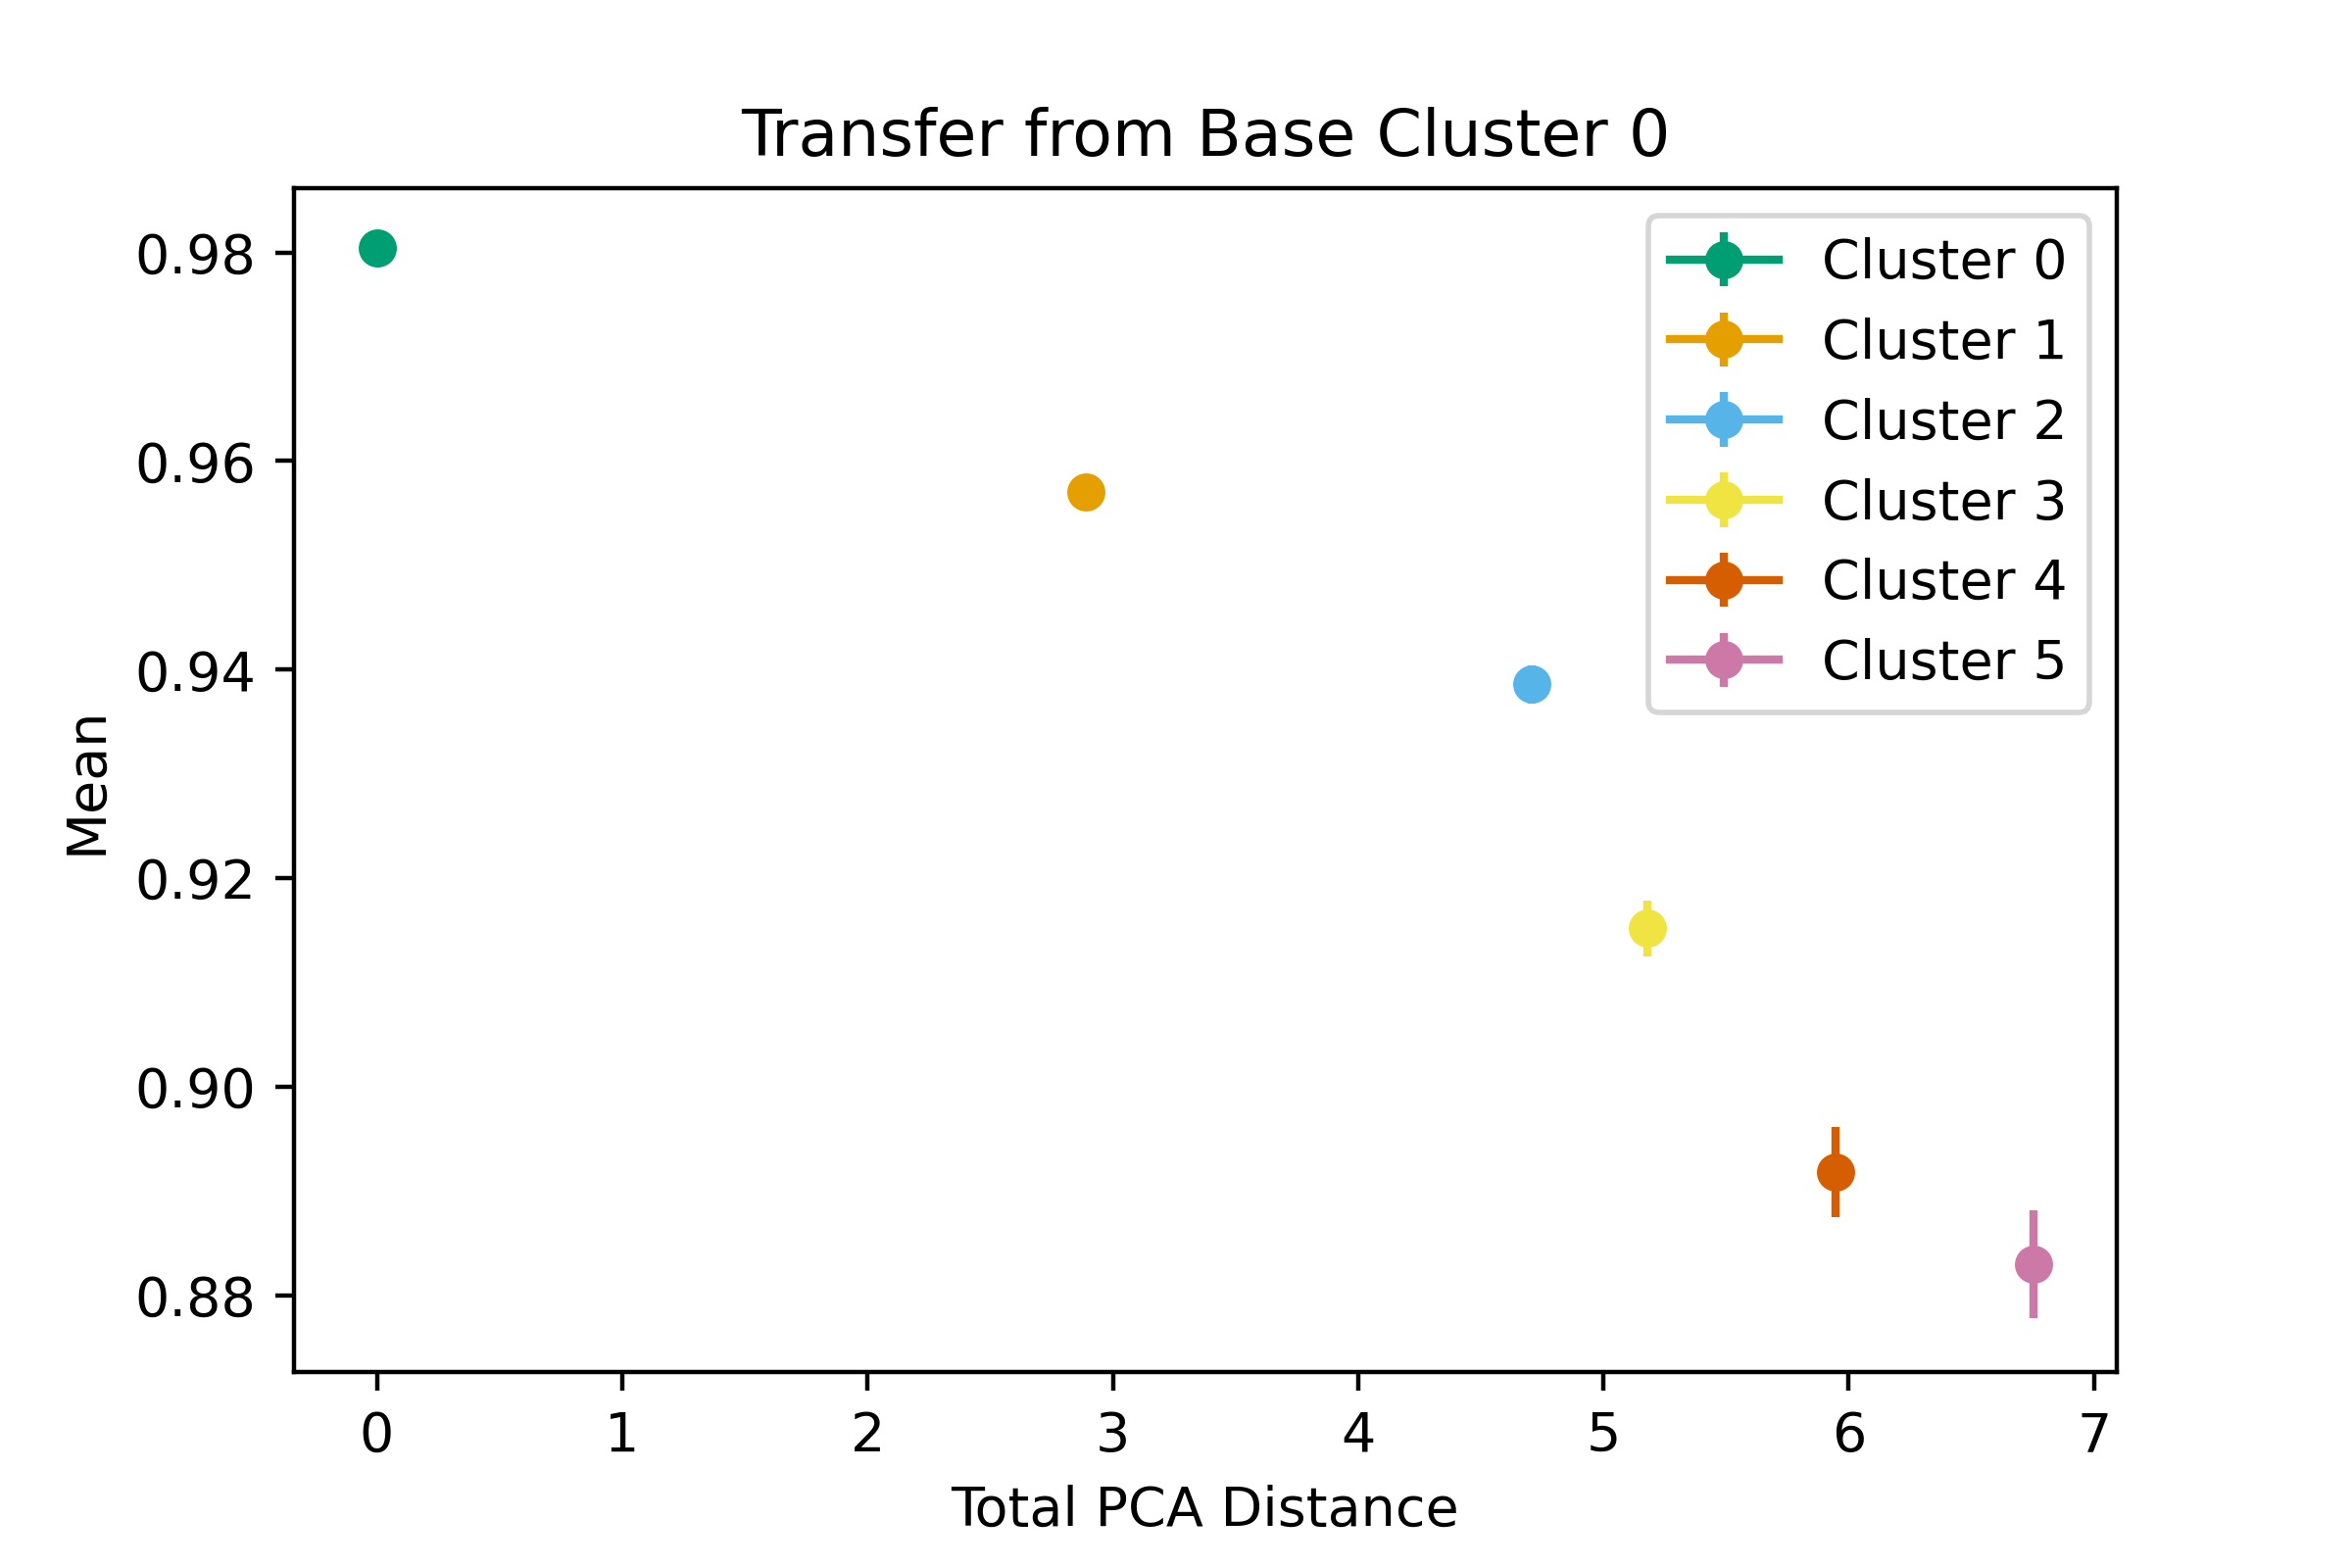 Transfer from Base Cluster 0
0.98
0.96
0.94
0.92
0.90
0.88
Mean
Cluster 0
Cluster 1
Cluster 2
Cluster 3
Cluster 4
Cluster 5
0 1 2 3 4 5 6 7
Total PCA Distance